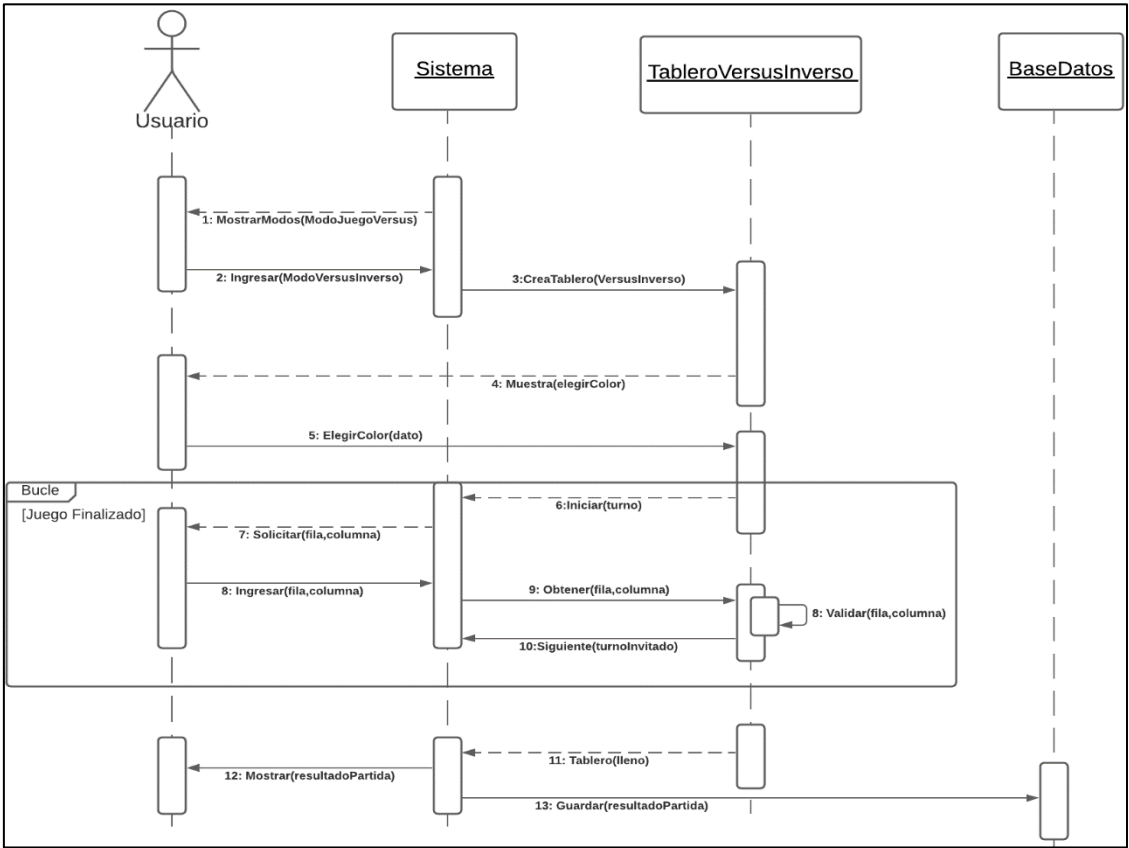 Usuario
Sistema
TableroVersusInverso
BaseDatos
1: MostrarModos(ModoJuegoVersus)
2: Ingresar(ModoVersusInverso)
3:CreaTablero(VersusInverso)
4: Muestra(elegirColor)
5: ElegirColor(dato)
Bucle
[Juego Finalizado]
6:Iniciar(turno)
7: Solicitar(fila,columna)
8: Ingresar(fila,columna)
9: Obtener(fila,columna)
8: Validar(fila,columna)
10:Siguiente(turnoInvitado)
11: Tablero(lleno)
12: Mostrar(resultadoPartida)
13: Guardar(resultadoPartida)